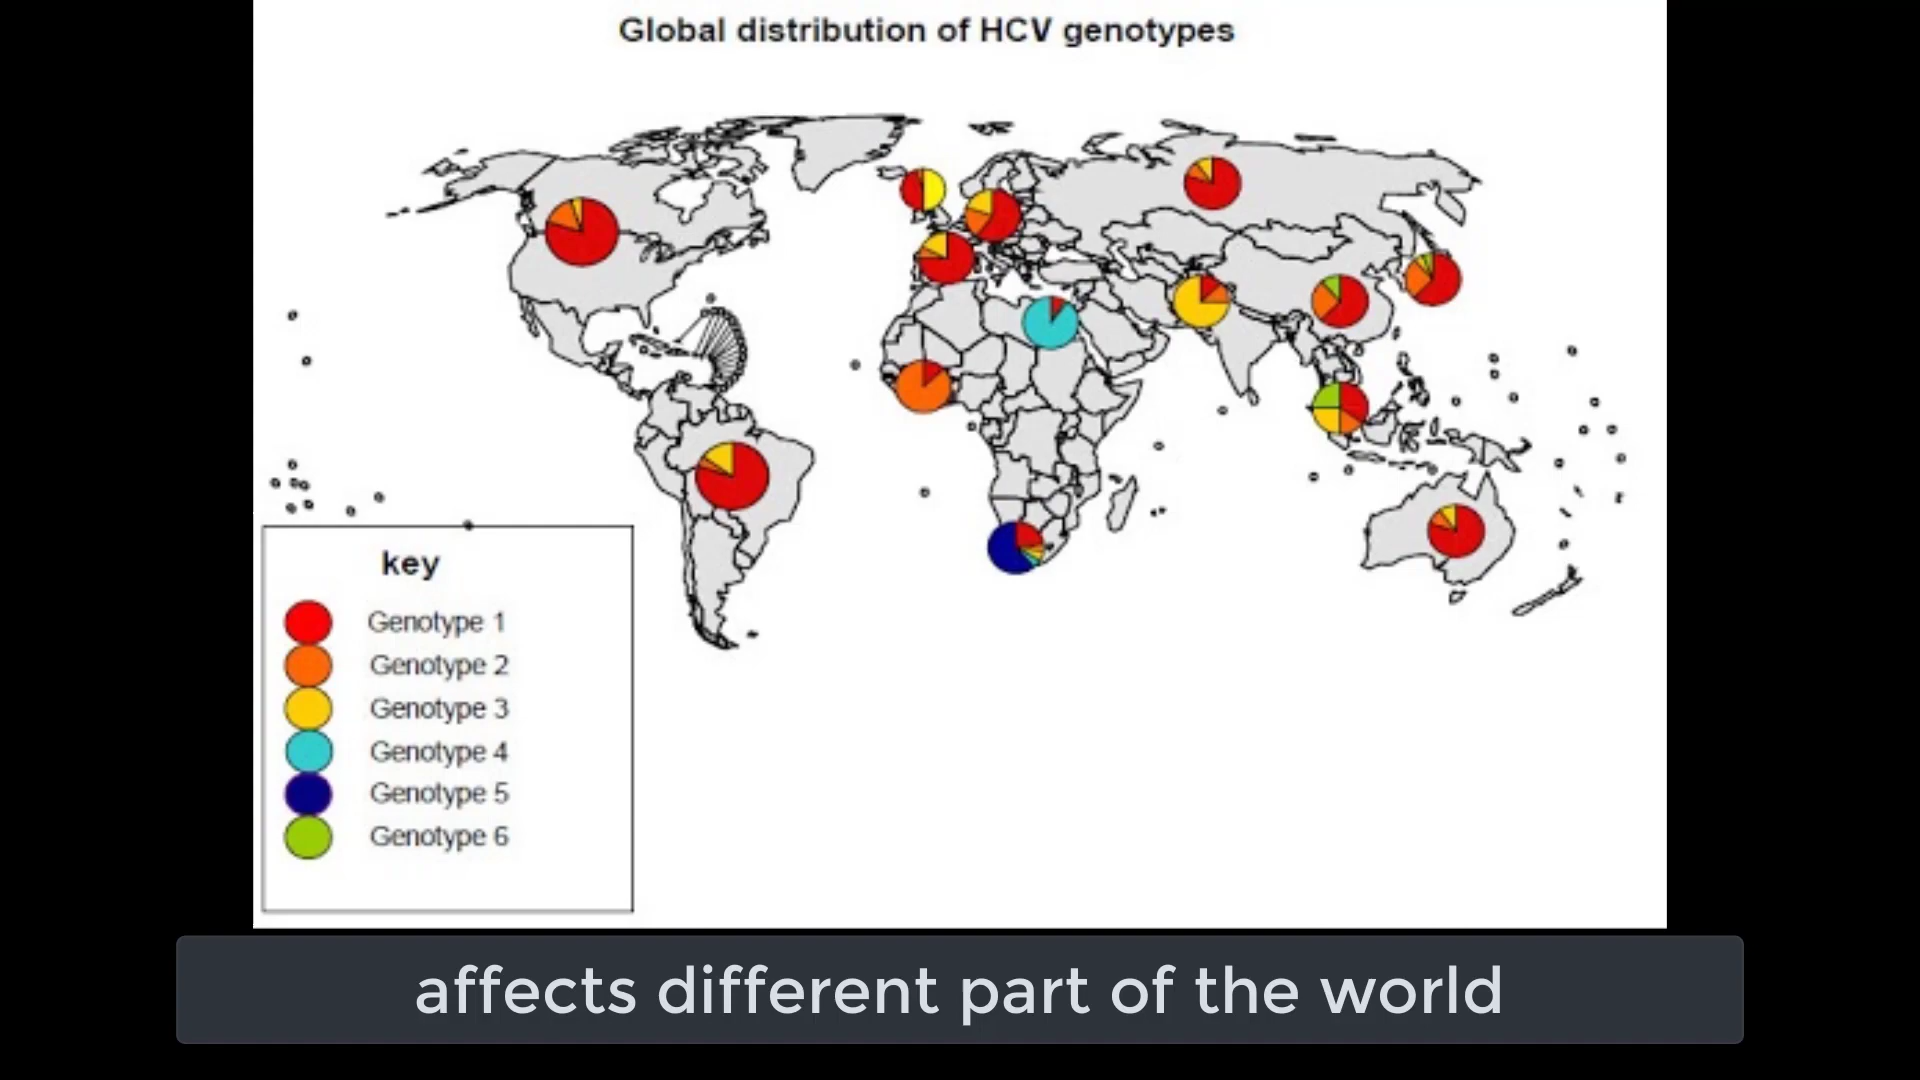 Global distribution of HCV genotypes
key
Genotype 1
Genotype 2
Genotype 3
Genotype 4
Genotype 5
Genotype 6
affects different part of the world